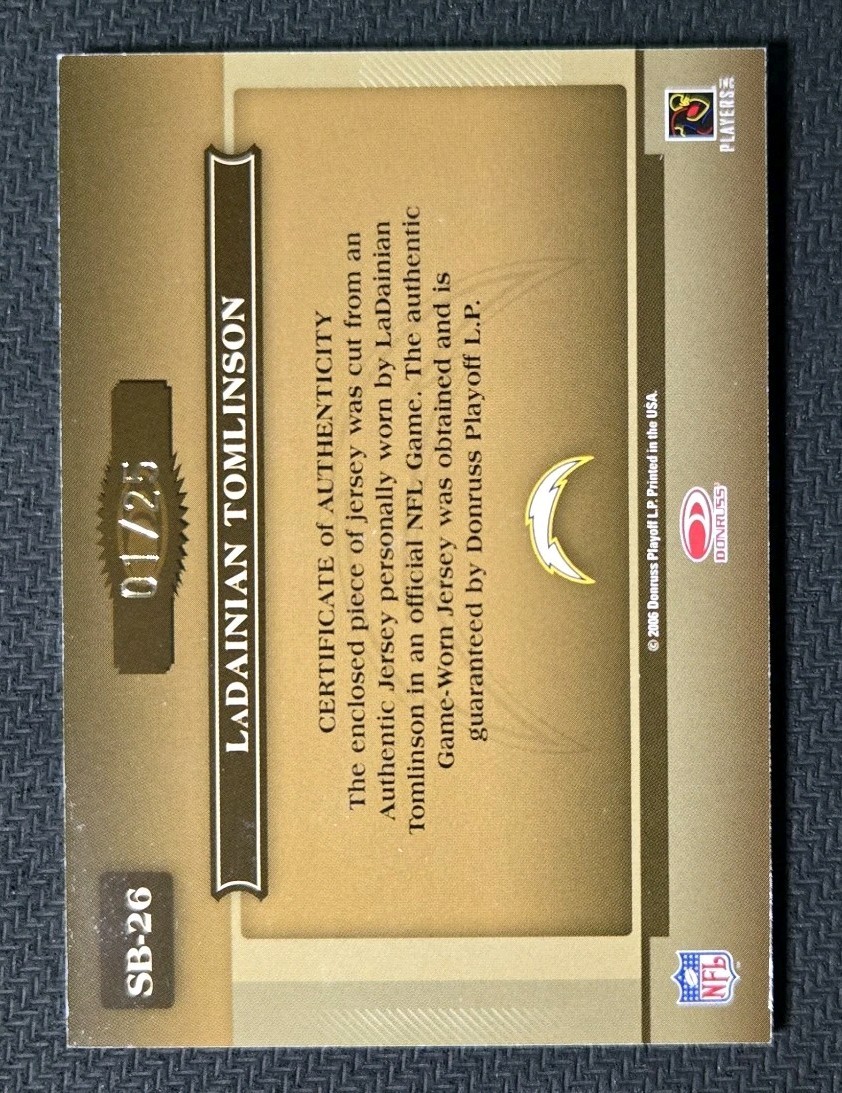 SB-26
01/25
LADAINIAN TOMLINSON
CERTIFICATE of AUTHENTICITY
The enclosed piece of jersey was cut from an
Authentic Jersey personally worn by LaDainian
Tomlinson in an official NFL Game. The authentic
Game-Worn Jersey was obtained and is
guaranteed by Donruss Playoff L.P.
© 2006 Donruss Playoff L.P. Printed in the USA.
NFL
DONRUSS
PLAYERS INC